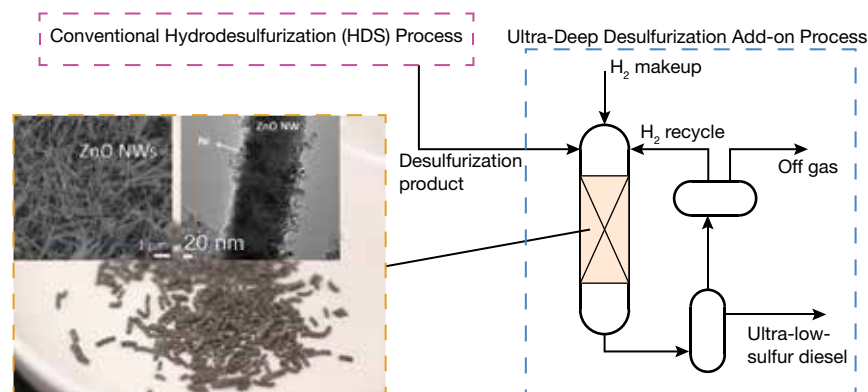 Conventional Hydrodesulfurization (HDS) Process
Ultra-Deep Desulfurization Add-on Process
H₂ makeup
ZnO NWs
ZnO NW
Ni
1 μm
20 nm
Desulfurization
product
H₂ recycle
Off gas
Ultra-low-
sulfur diesel